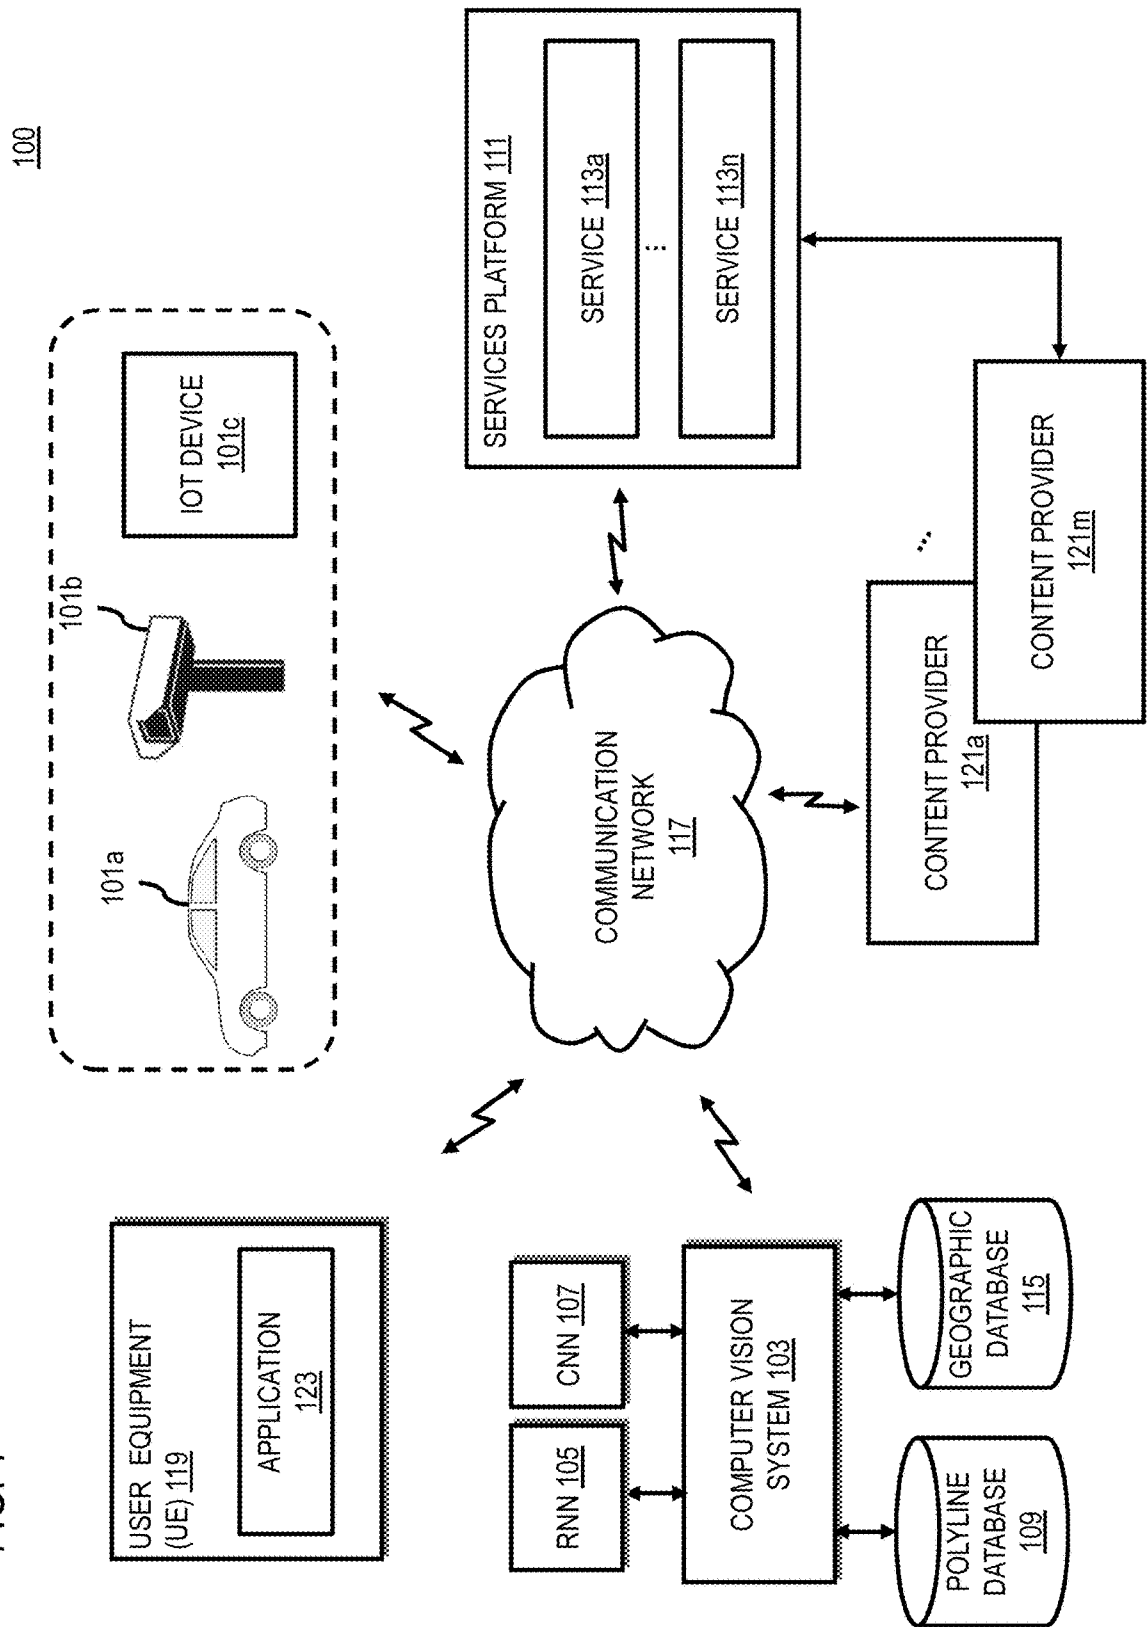 100
USER EQUIPMENT
(UE) 119
APPLICATION
123
101a
101b
IOT DEVICE
101c
RNN 105
CNN 107
COMPUTER VISION
SYSTEM 103
POLYLINE
DATABASE
109
GEOGRAPHIC
DATABASE
115
COMMUNICATION
NETWORK
117
SERVICES PLATFORM 111
SERVICE 113a
...
SERVICE 113n
CONTENT PROVIDER
121a
...
CONTENT PROVIDER
121m